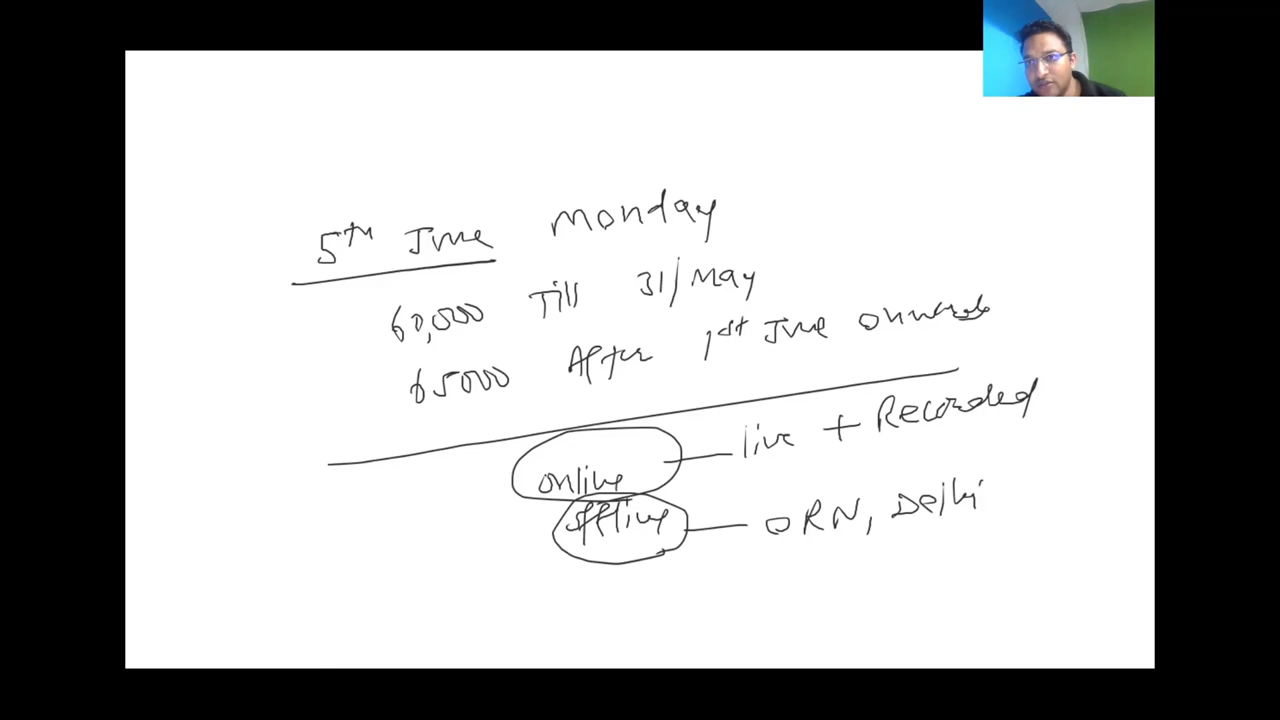 5th June Monday
60,000 Till 31/May
65000 After 1st June onwards
online — live + Recorded
offline — ORN, Delhi